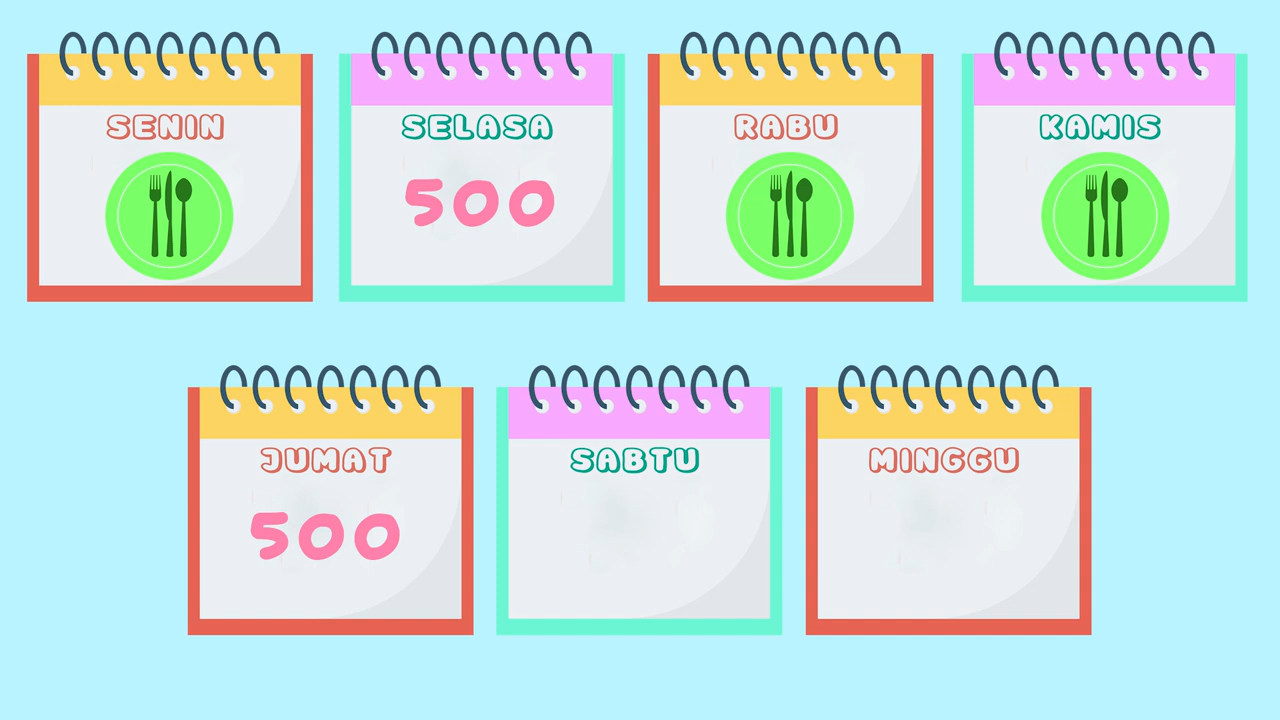 SENIN
SELASA
500
RABU
KAMIS
JUMAT
500
SABTU
MINGGU